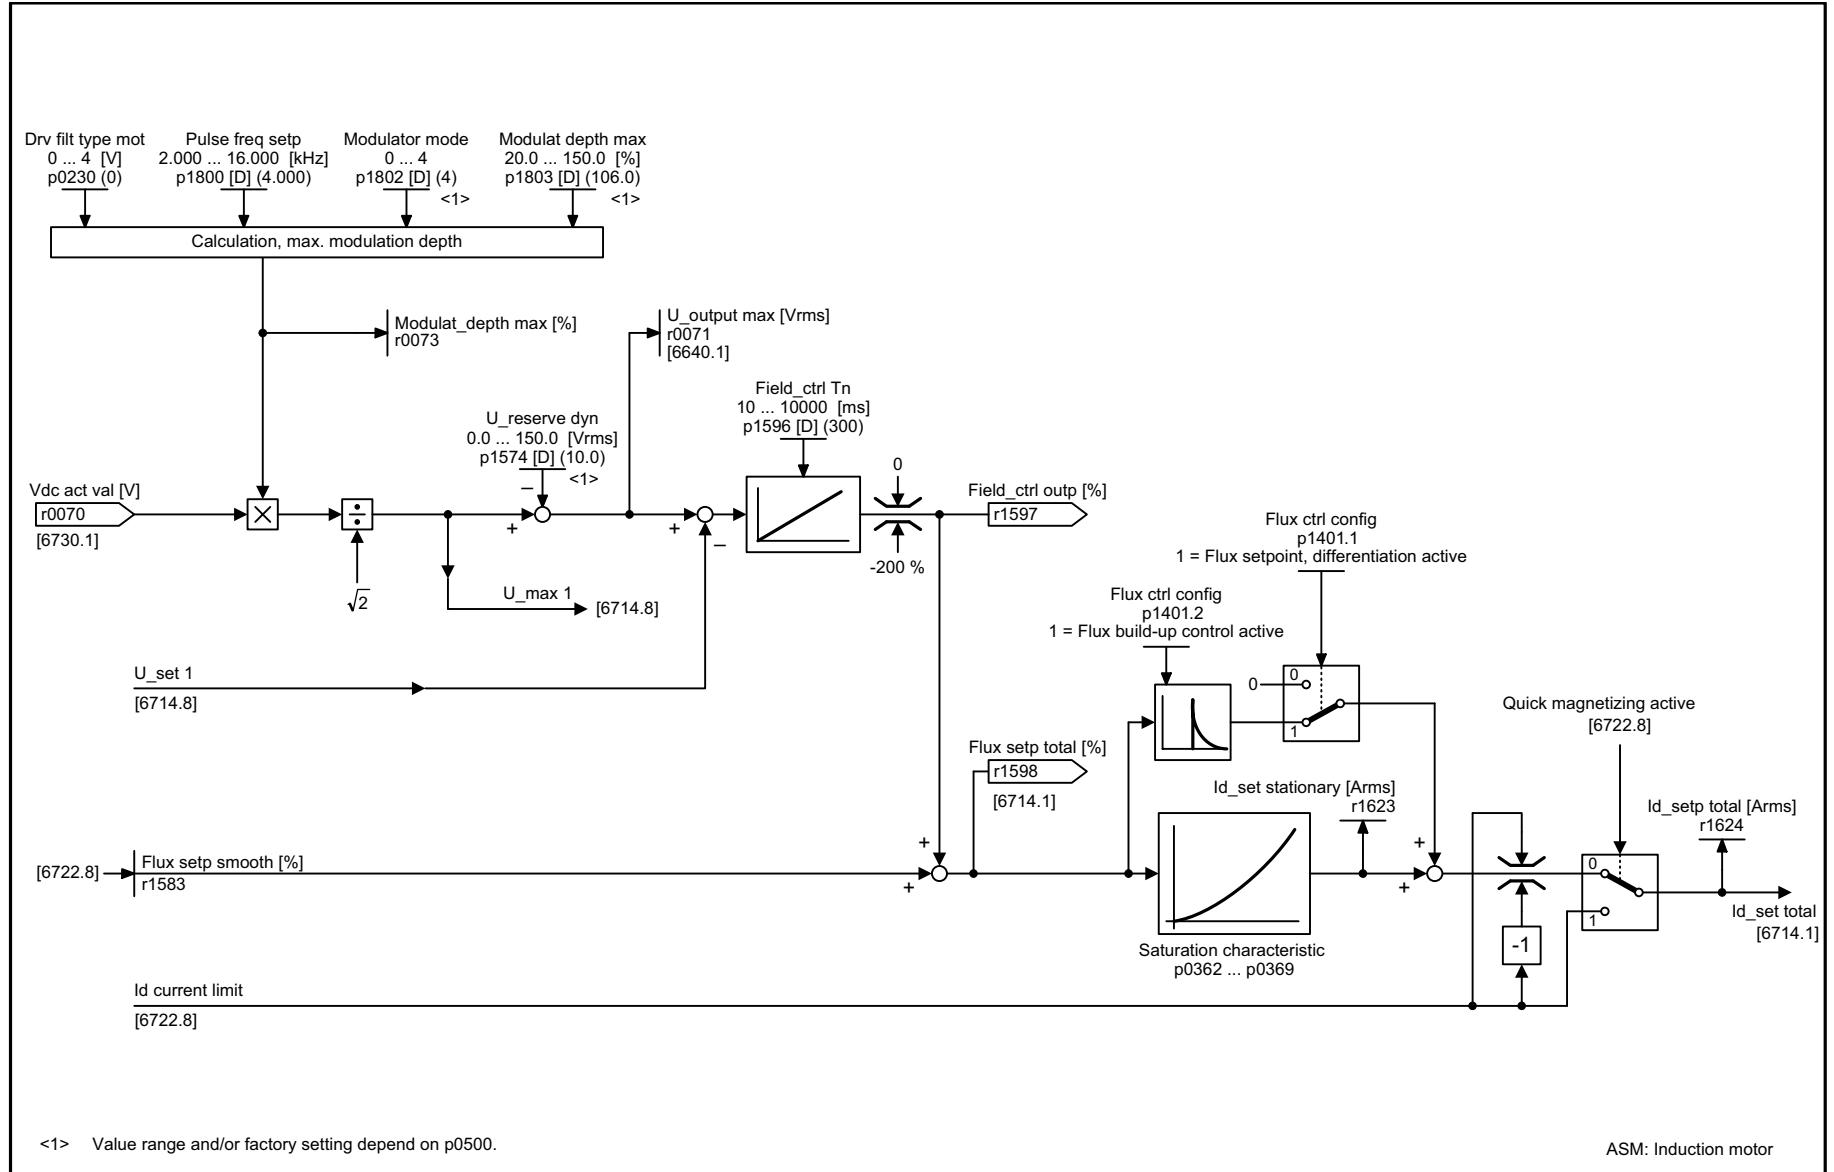 Drv filt type mot
0 ... 4 [V]
p0230 (0)
Pulse freq setp
2.000 ... 16.000 [kHz]
p1800 [D] (4.000)
Modulator mode
0 ... 4
p1802 [D] (4)
<1>
Modulat depth max
20.0 ... 150.0 [%]
p1803 [D] (106.0)
<1>
Calculation, max. modulation depth
Modulat_depth max [%]
r0073
U_output max [Vrms]
r0071
[6640.1]
Field_ctrl Tn
10 ... 10000 [ms]
p1596 [D] (300)
U_reserve dyn
0.0 ... 150.0 [Vrms]
p1574 [D] (10.0)
<1>
–
0
-200 %
Vdc act val [V]
r0070
[6730.1]
×
÷
√2
+
+
–
Field_ctrl outp [%]
r1597
U_max 1
[6714.8]
Flux ctrl config
p1401.1
1 = Flux setpoint, differentiation active
Flux ctrl config
p1401.2
1 = Flux build-up control active
U_set 1
[6714.8]
0
0
1
Quick magnetizing active
[6722.8]
Flux setp total [%]
r1598
[6714.1]
Id_set stationary [Arms]
r1623
Id_setp total [Arms]
r1624
[6722.8]
Flux setp smooth [%]
r1583
+
+
+
+
0
1
Id_set total
[6714.1]
-1
Saturation characteristic
p0362 ... p0369
Id current limit
[6722.8]
<1> Value range and/or factory setting depend on p0500.
ASM: Induction motor